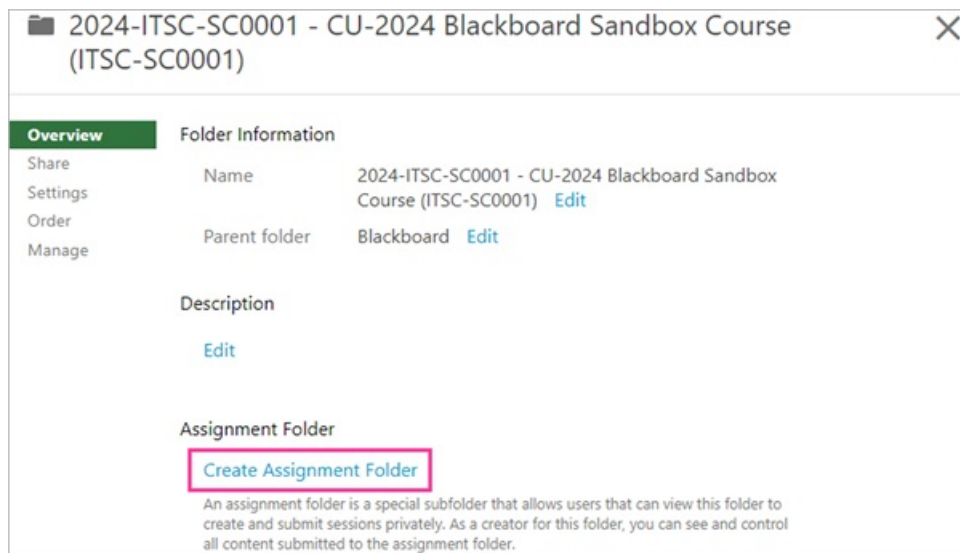 2024-ITSC-SC0001 - CU-2024 Blackboard Sandbox Course
(ITSC-SC0001)
Overview
Share
Settings
Order
Manage
Folder Information
Name
2024-ITSC-SC0001 - CU-2024 Blackboard Sandbox
Course (ITSC-SC0001) Edit
Parent folder
Blackboard Edit
Description
Edit
Assignment Folder
Create Assignment Folder
An assignment folder is a special subfolder that allows users that can view this folder to
create and submit sessions privately. As a creator for this folder, you can see and control
all content submitted to the assignment folder.